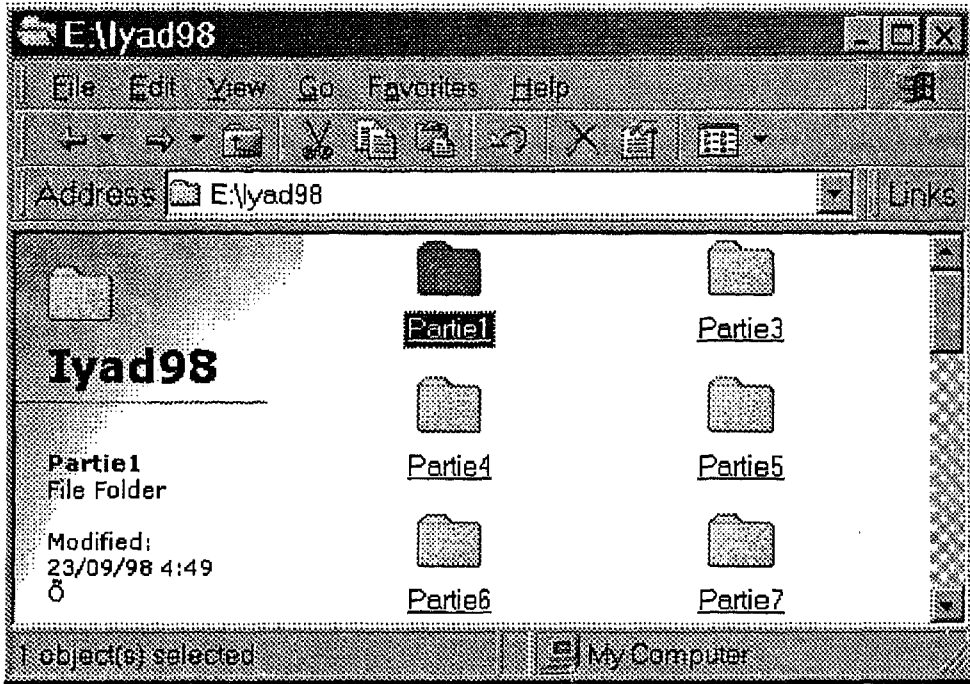 E:\Iyad98
File Edit View Go Favorites Help
Address E:\Iyad98 Links
Iyad98
Partie1
File Folder
Modified:
23/09/98 4:49
Õ
Partie1 Partie3
Partie4 Partie5
Partie6 Partie7
1 object(s) selected My Computer